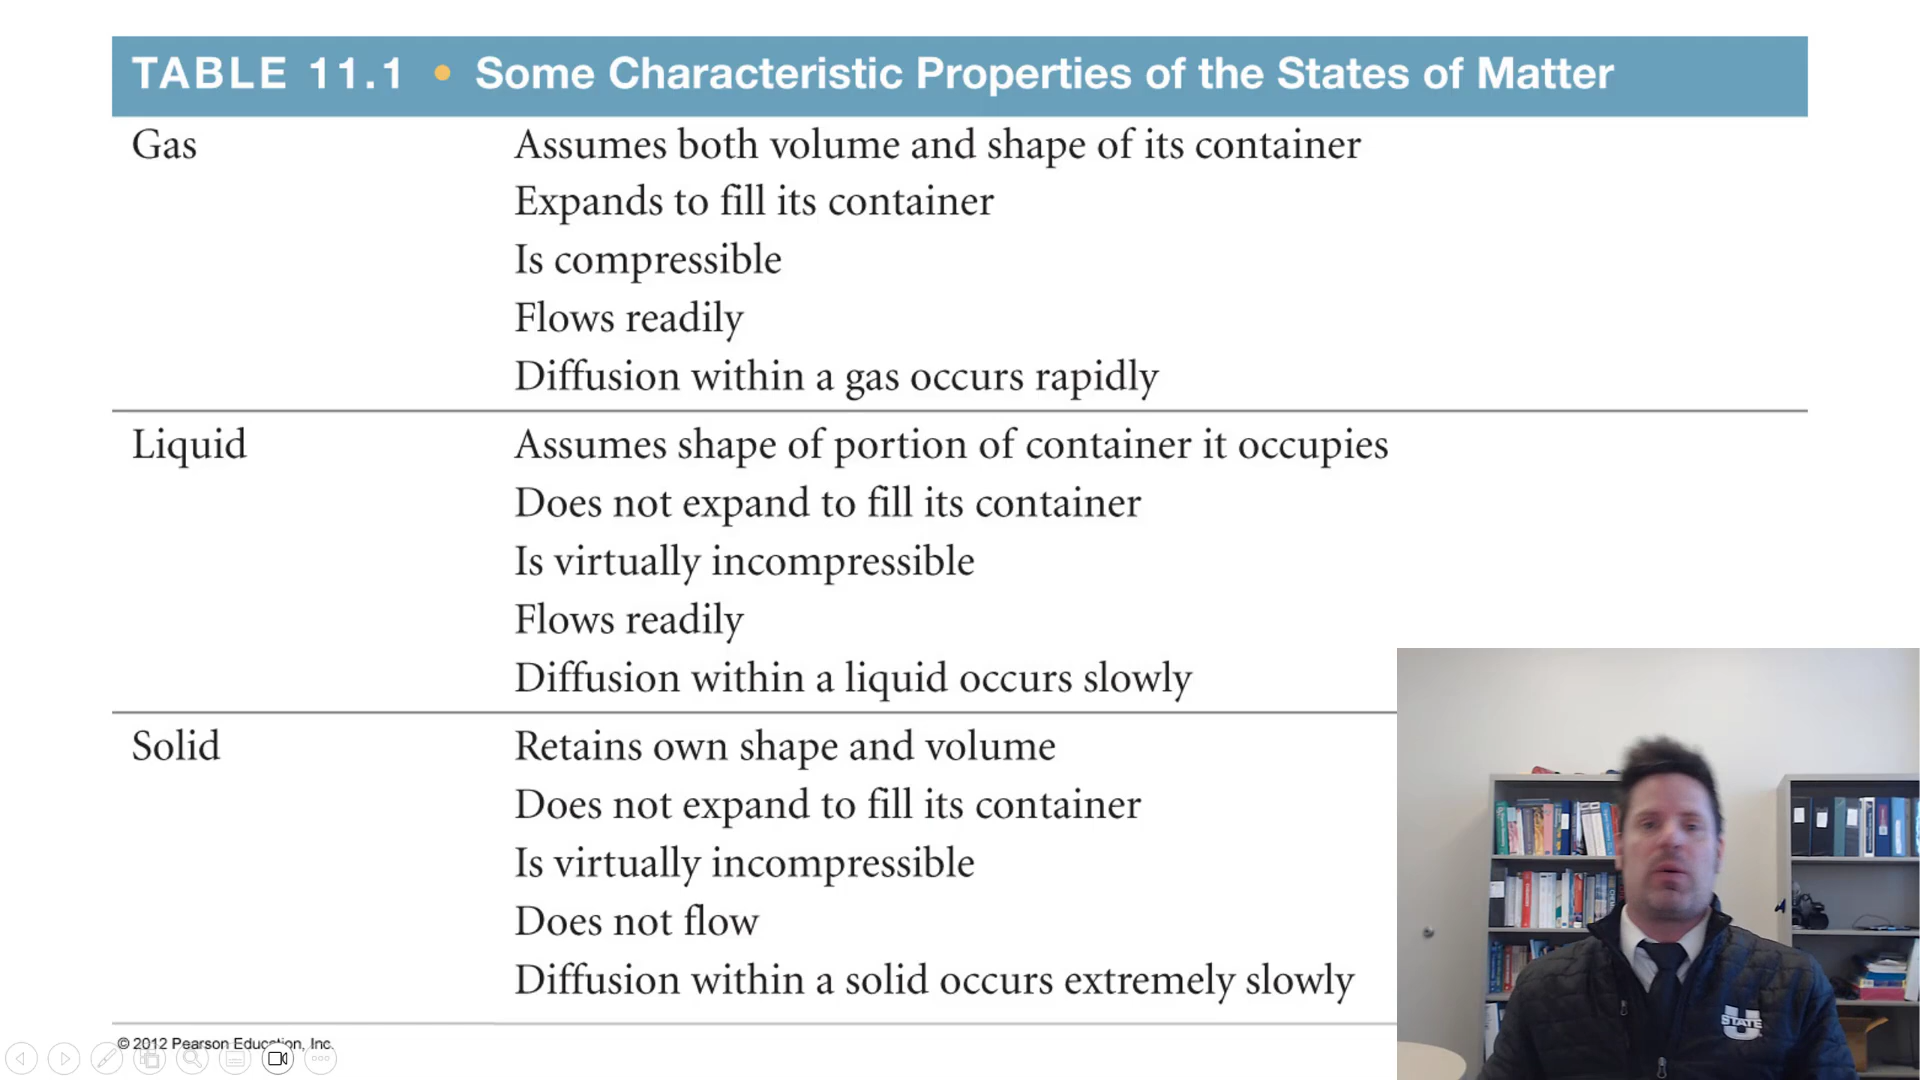 TABLE 11.1 • Some Characteristic Properties of the States of Matter
Gas
Assumes both volume and shape of its container
Expands to fill its container
Is compressible
Flows readily
Diffusion within a gas occurs rapidly
Liquid
Assumes shape of portion of container it occupies
Does not expand to fill its container
Is virtually incompressible
Flows readily
Diffusion within a liquid occurs slowly
Solid
Retains own shape and volume
Does not expand to fill its container
Is virtually incompressible
Does not flow
Diffusion within a solid occurs extremely slowly
© 2012 Pearson Education, Inc.
U STATE